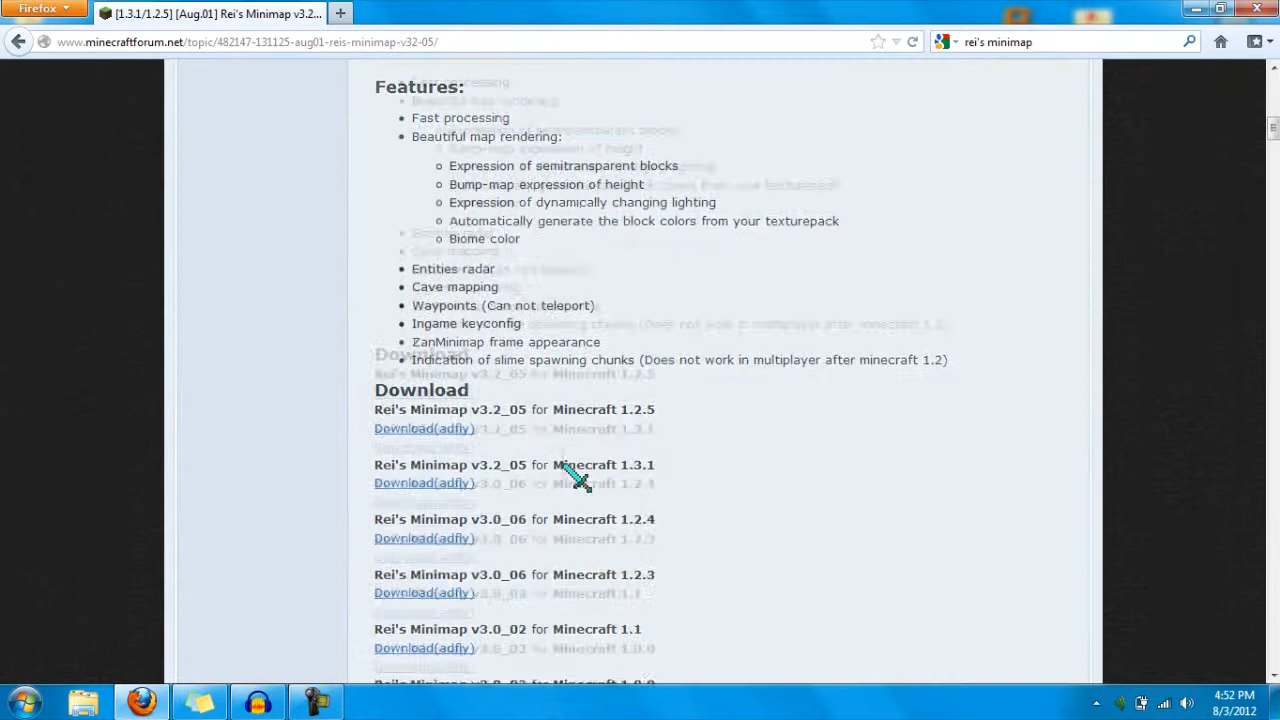 Firefox
[1.3.1/1.2.5] [Aug.01] Rei's Minimap v3.2...
www.minecraftforum.net/topic/482147-131125-aug01-reis-minimap-v32-05/
rei's minimap
Features:
Fast processing
Beautiful map rendering:
Expression of semitransparent blocks
Bump-map expression of height
Expression of dynamically changing lighting
Automatically generate the block colors from your texturepack
Biome color
Entities radar
Cave mapping
Waypoints (Can not teleport)
Ingame keyconfig
ZanMinimap frame appearance
Indication of slime spawning chunks (Does not work in multiplayer after minecraft 1.2)
Download
Rei's Minimap v3.2_05 for Minecraft 1.2.5
Download(adfly)
Rei's Minimap v3.2_05 for Minecraft 1.3.1
Download(adfly)
Rei's Minimap v3.0_06 for Minecraft 1.2.4
Download(adfly)
Rei's Minimap v3.0_06 for Minecraft 1.2.3
Download(adfly)
Rei's Minimap v3.0_02 for Minecraft 1.1
Download(adfly)
4:52 PM
8/3/2012